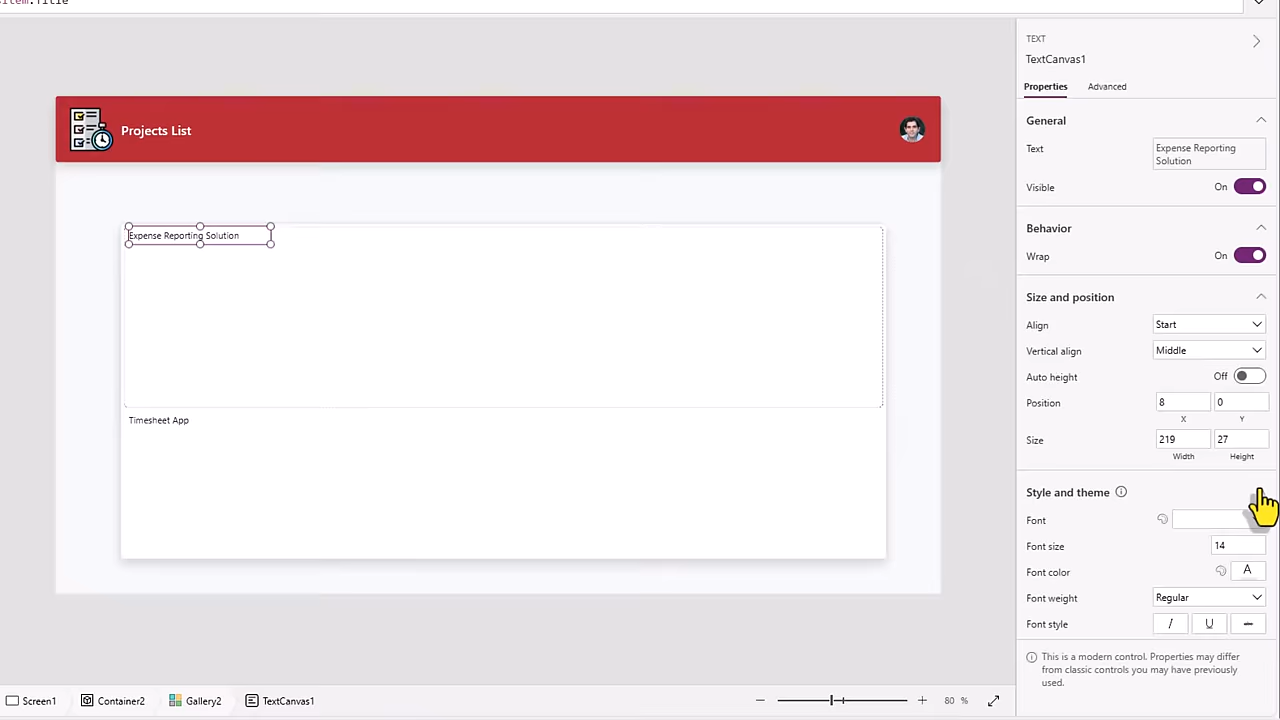 TEXT
TextCanvas1
Properties Advanced
General
Text Expense Reporting
Solution
Visible On
Behavior
Wrap On
Size and position
Align Start
Vertical align Middle
Auto height Off
Position 8 0
X Y
Size 219 27
Width Height
Style and theme
Font
Font size 14
Font color A
Font weight Regular
Font style I U
This is a modern control. Properties may differ
from classic controls you may have previously
used.
Projects List
Expense Reporting Solution
Timesheet App
Screen1 Container2 Gallery2 TextCanvas1 80 %